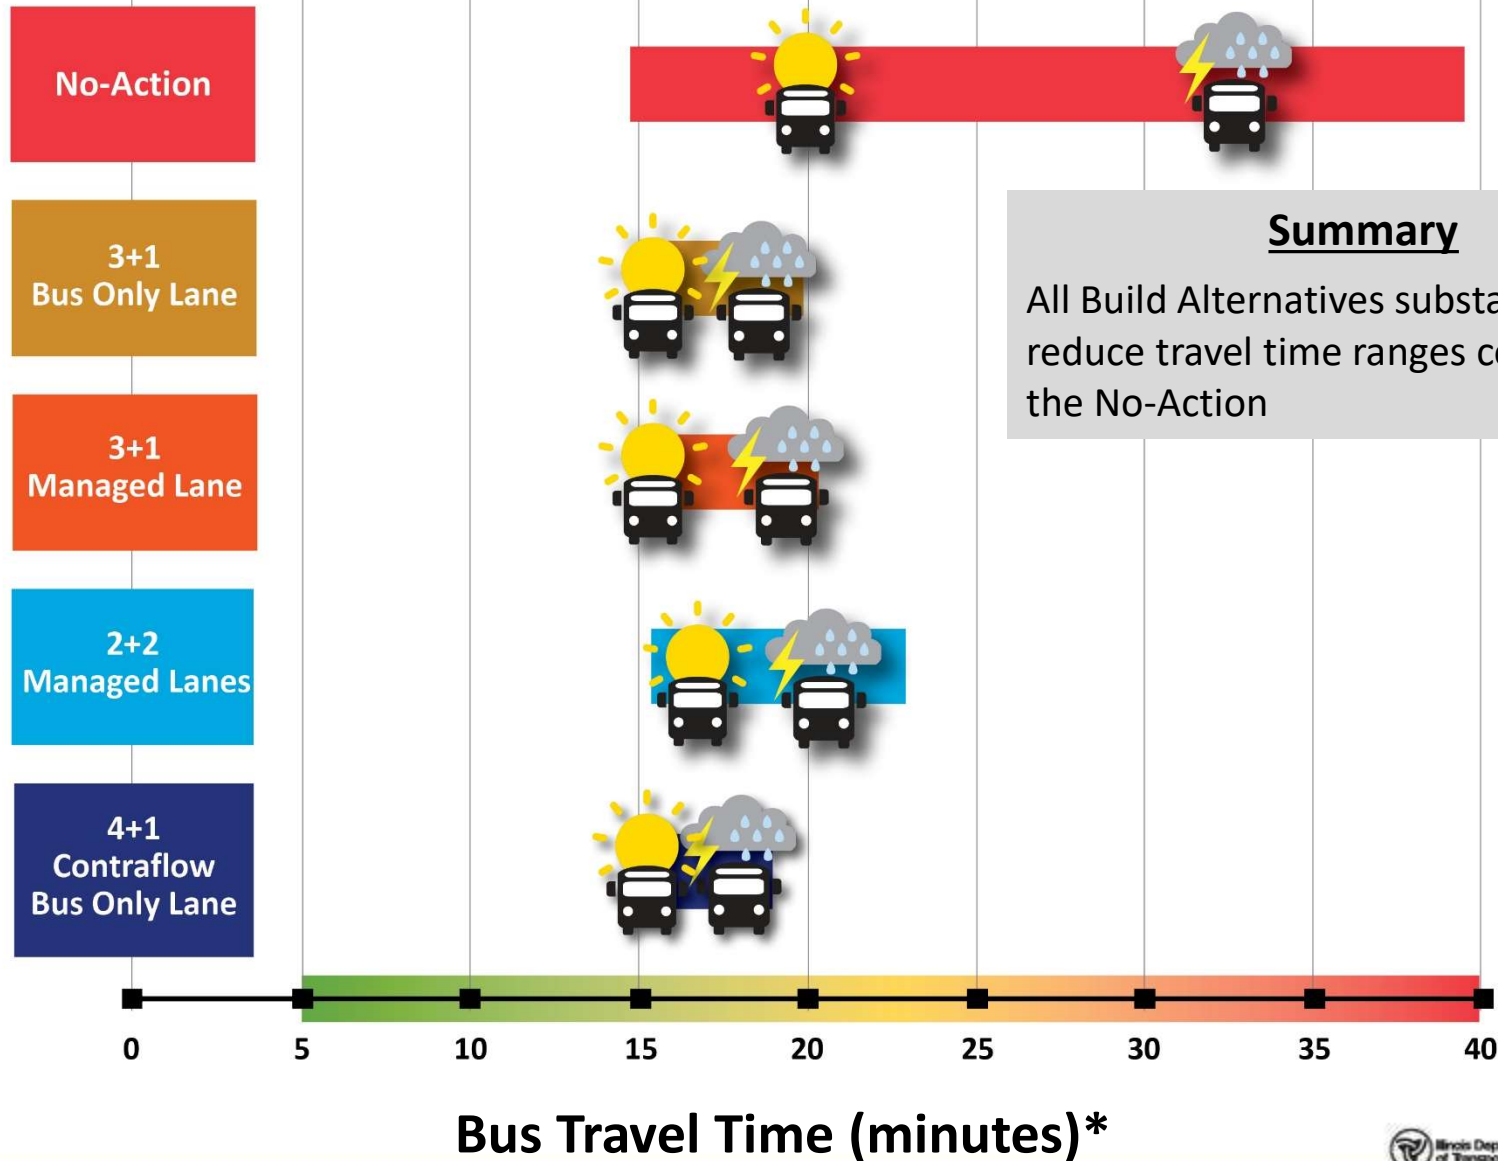 No-Action
3+1
Bus Only Lane
Summary
All Build Alternatives
reduce travel time ranges
the No-Action
3+1
Managed Lane
2+2
Managed Lanes
4+1
Contraflow
Bus Only Lane
0 5 10 15 20 25 30 35 40
Bus Travel Time (minutes)*
Illinois
of